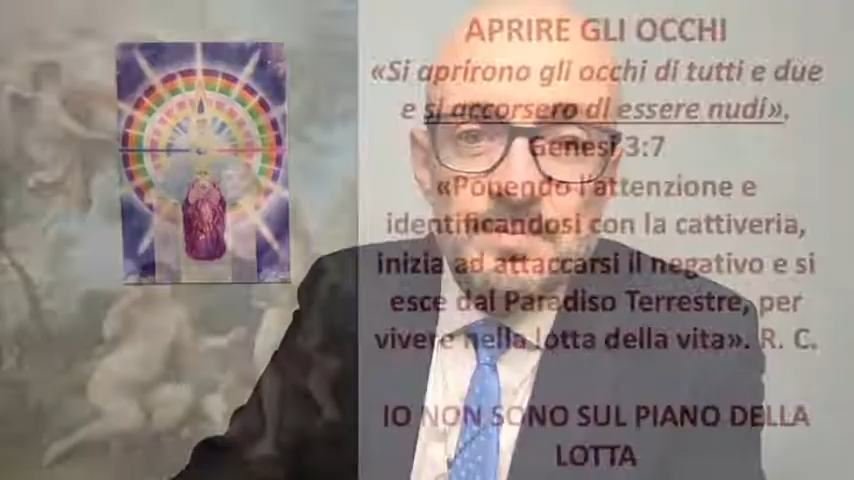 APRIRE GLI OCCHI
«Si aprirono gli occhi di tutti e due
e si accorsero di essere nudi».
Genesi 3:7
«Ponendo l'attenzione e
identificandosi con la cattiveria,
inizia ad attaccarsi il negativo e si
esce dal Paradiso Terrestre, per
vivere nella lotta della vita». R. C.
IO NON SONO SUL PIANO DELLA
LOTTA